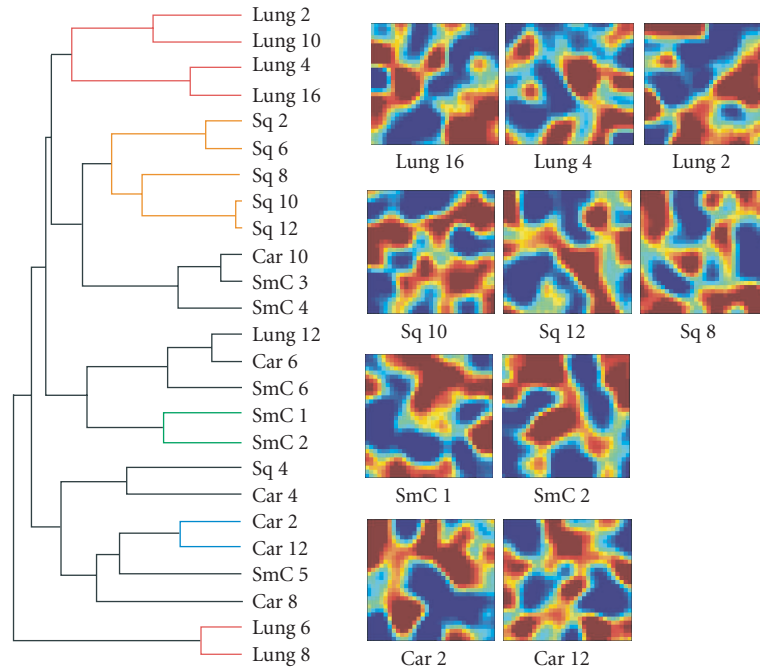 Lung 2
Lung 10
Lung 4
Lung 16
Sq 2
Sq 6
Sq 8
Sq 10
Sq 12
Car 10
SmC 3
SmC 4
Lung 12
Car 6
SmC 6
SmC 1
SmC 2
Sq 4
Car 4
Car 2
Car 12
SmC 5
Car 8
Lung 6
Lung 8
Lung 16 Lung 4 Lung 2
Sq 10 Sq 12 Sq 8
SmC 1 SmC 2
Car 2 Car 12